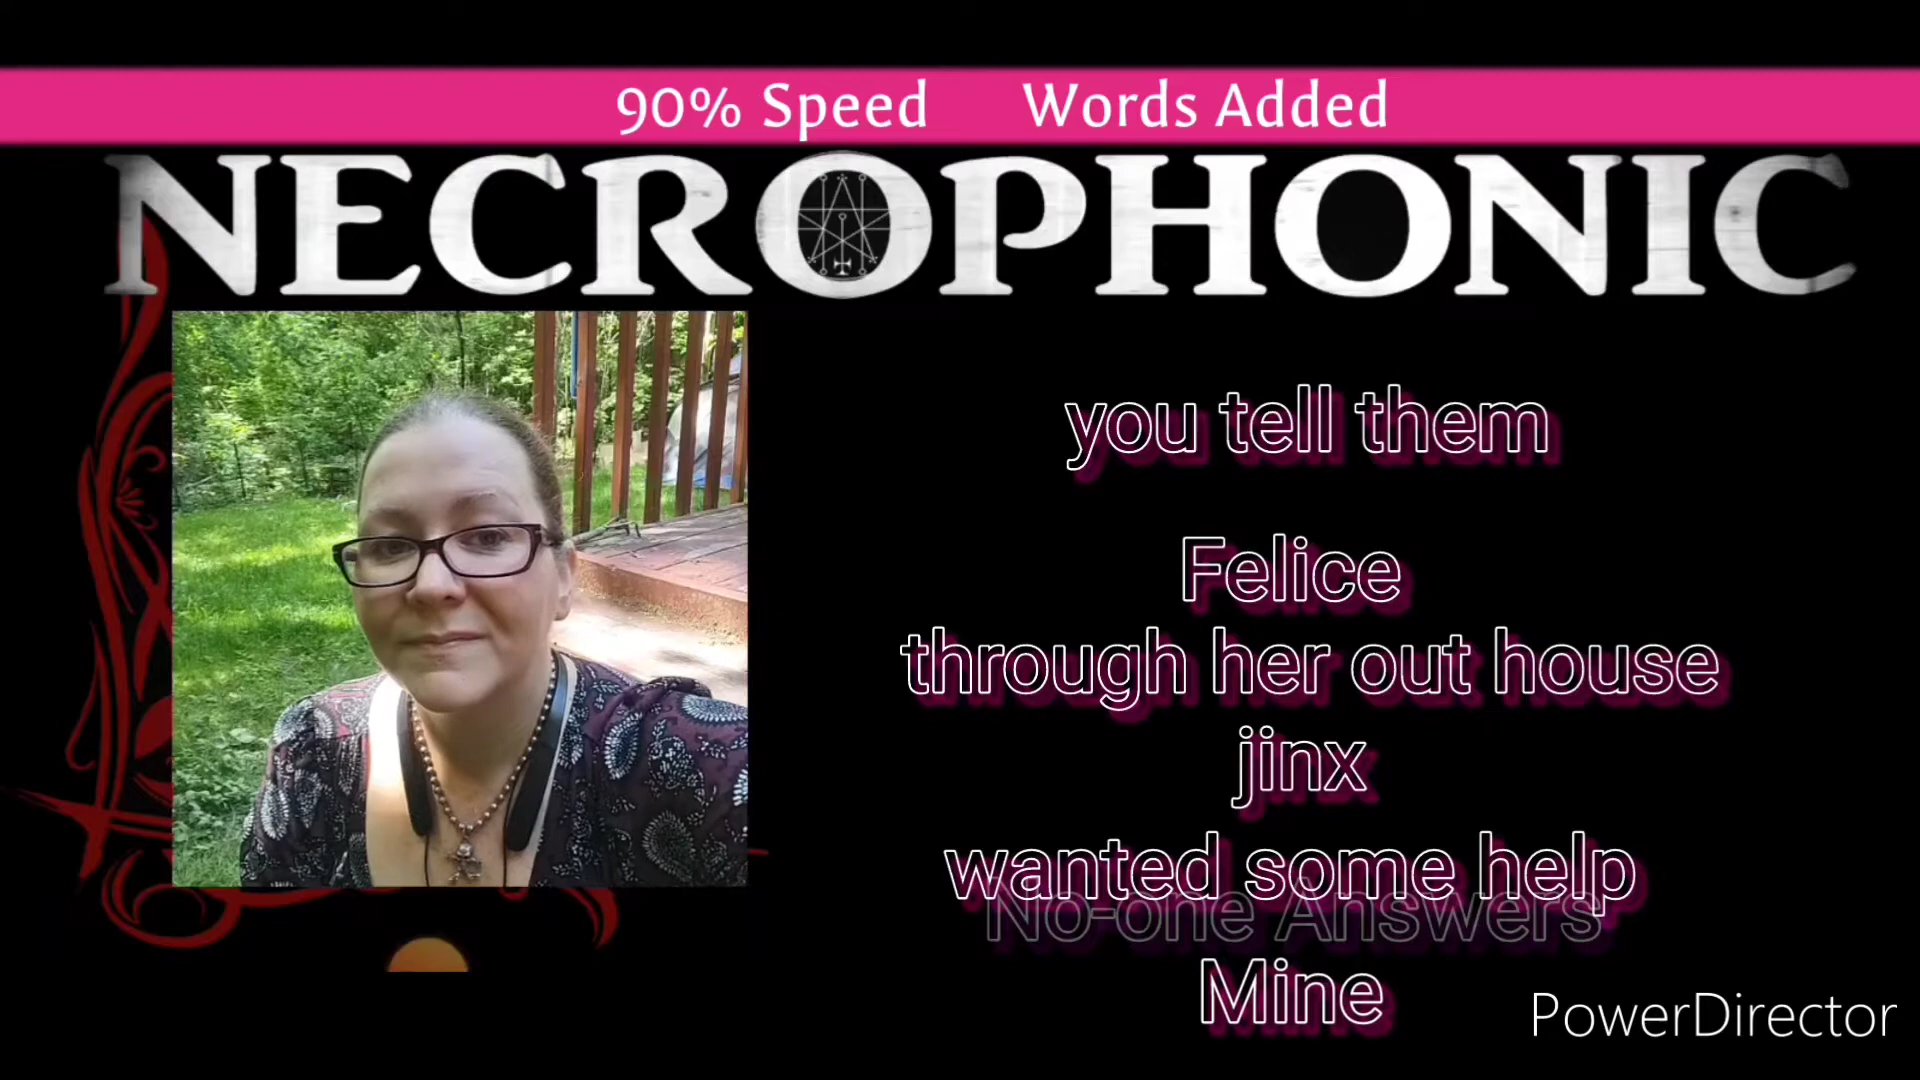 90% Speed Words Added
NECROPHONIC
you tell them
Felice
through her out house
jinx
wanted some help
No-one Answers
Mine
PowerDirector